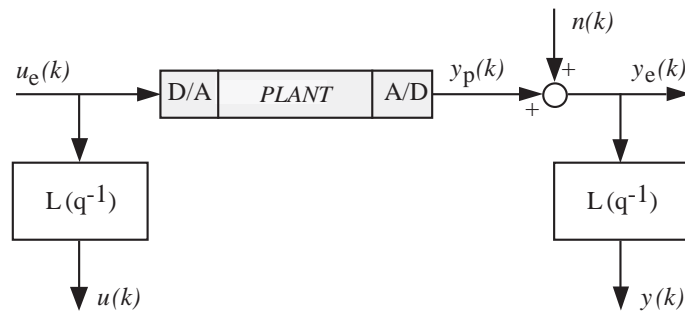 n(k)
u_e(k)
D/A
PLANT
A/D
y_p(k)
+
+
y_e(k)
L(q^-1)
L(q^-1)
u(k)
y(k)